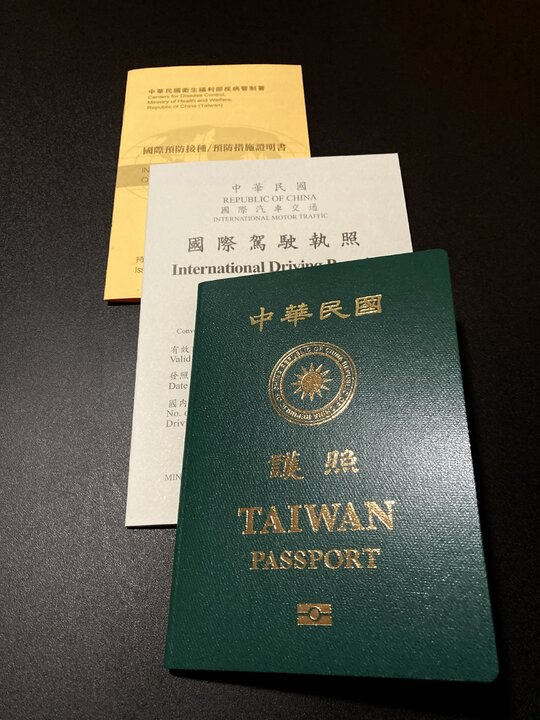 中華民國衛生福利部疾病管制署
Centers for Disease Control,
Ministry of Health and Welfare,
Republic of China (Taiwan)
國際預防接種/預防措施證明書
中華民國
REPUBLIC OF CHINA
國際汽車交通
INTERNATIONAL MOTOR TRAFFIC
國際駕駛執照
International Driving
有效
Valid
發照
Date
國內
No.
中華民國
REPUBLIC OF CHINA
護照
TAIWAN
PASSPORT